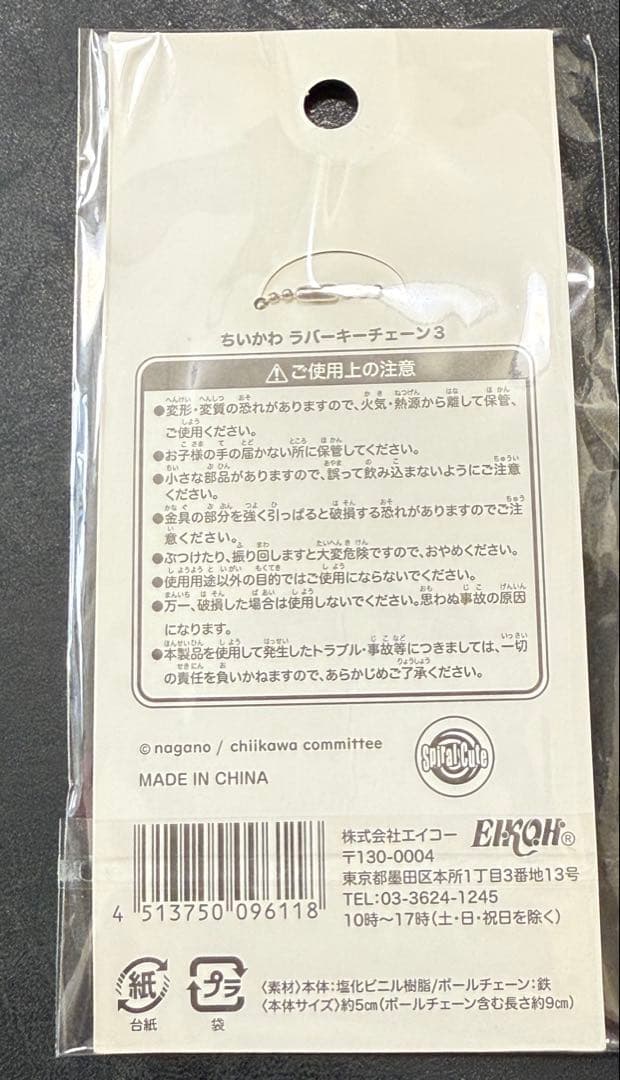 ちいかわ ラバーキーチェーン3
⚠ご使用上の注意
●変形・変質の恐れがありますので、火気・熱源から離して保管、
ご使用ください。
●お子様の手の届かない所に保管してください。
●小さな部品がありますので、誤って飲み込まないようにご注意
ください。
●金具の部分を強く引っぱると破損する恐れがありますのでご注
意ください。
●ぶつけたり、振り回しますと大変危険ですので、おやめください。
●使用用途以外の目的ではご使用にならないでください。
●万一、破損した場合は使用しないでください。思わぬ事故の原因
になります。
●本製品を使用して発生したトラブル・事故等につきましては、一切
の責任を負いかねますので、あらかじめご了承ください。
© nagano / chiikawa committee
MADE IN CHINA
Spiral Cute
株式会社エイコー EIKOH®
〒130-0004
東京都墨田区本所1丁目3番地13号
TEL:03-3624-1245
10時～17時(土・日・祝日を除く)
4 513750 096118
紙 台紙
プラ 袋
〈素材〉本体:塩化ビニル樹脂/ボールチェーン:鉄
〈本体サイズ〉約5cm(ボールチェーン含む長さ約9cm)